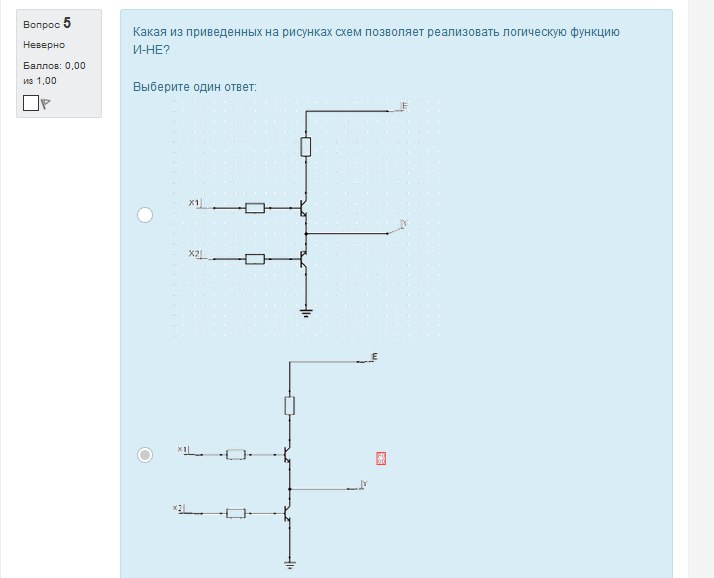 Вопрос 5
Неверно
Баллов: 0,00
из 1,00
Какая из приведенных на рисунках схем позволяет реализовать логическую функцию
И-НЕ?
Выберите один ответ:
E
X1
Y
X2
E
X1
Y
X2